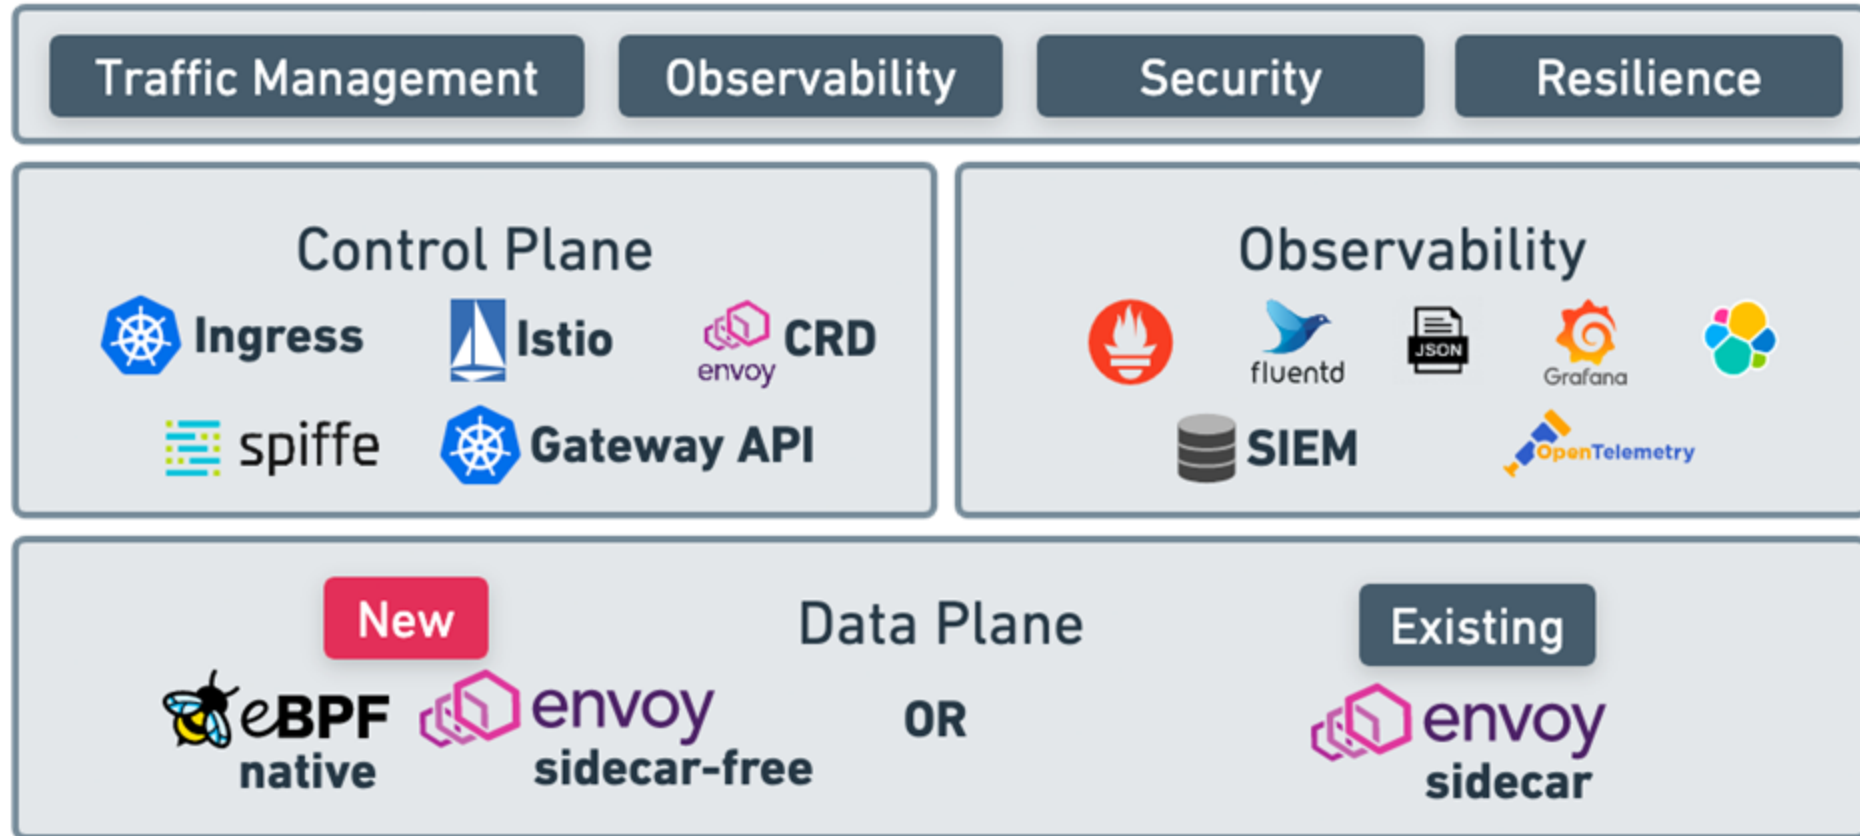 Traffic Management
Observability
Security
Resilience
Control Plane
Ingress
Istio
envoy
CRD
spiffe
Gateway API
Observability
fluentd
JSON
Grafana
SIEM
OpenTelemetry
New
Data Plane
Existing
eBPF
native
envoy
sidecar-free
OR
envoy
sidecar